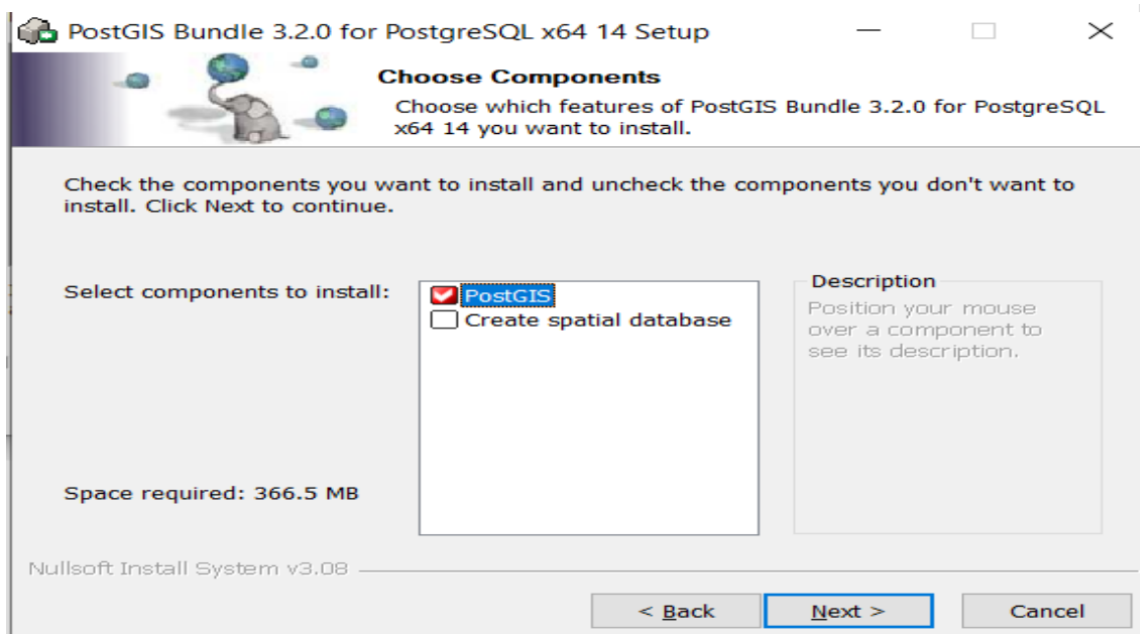 PostGIS Bundle 3.2.0 for PostgreSQL x64 14 Setup
Choose Components
Choose which features of PostGIS Bundle 3.2.0 for PostgreSQL
x64 14 you want to install.
Check the components you want to install and uncheck the components you don't want to
install. Click Next to continue.
Select components to install:
PostGIS
Create spatial database
Description
Position your mouse
over a component to
see its description.
Space required: 366.5 MB
Nullsoft Install System v3.08
< Back
Next >
Cancel